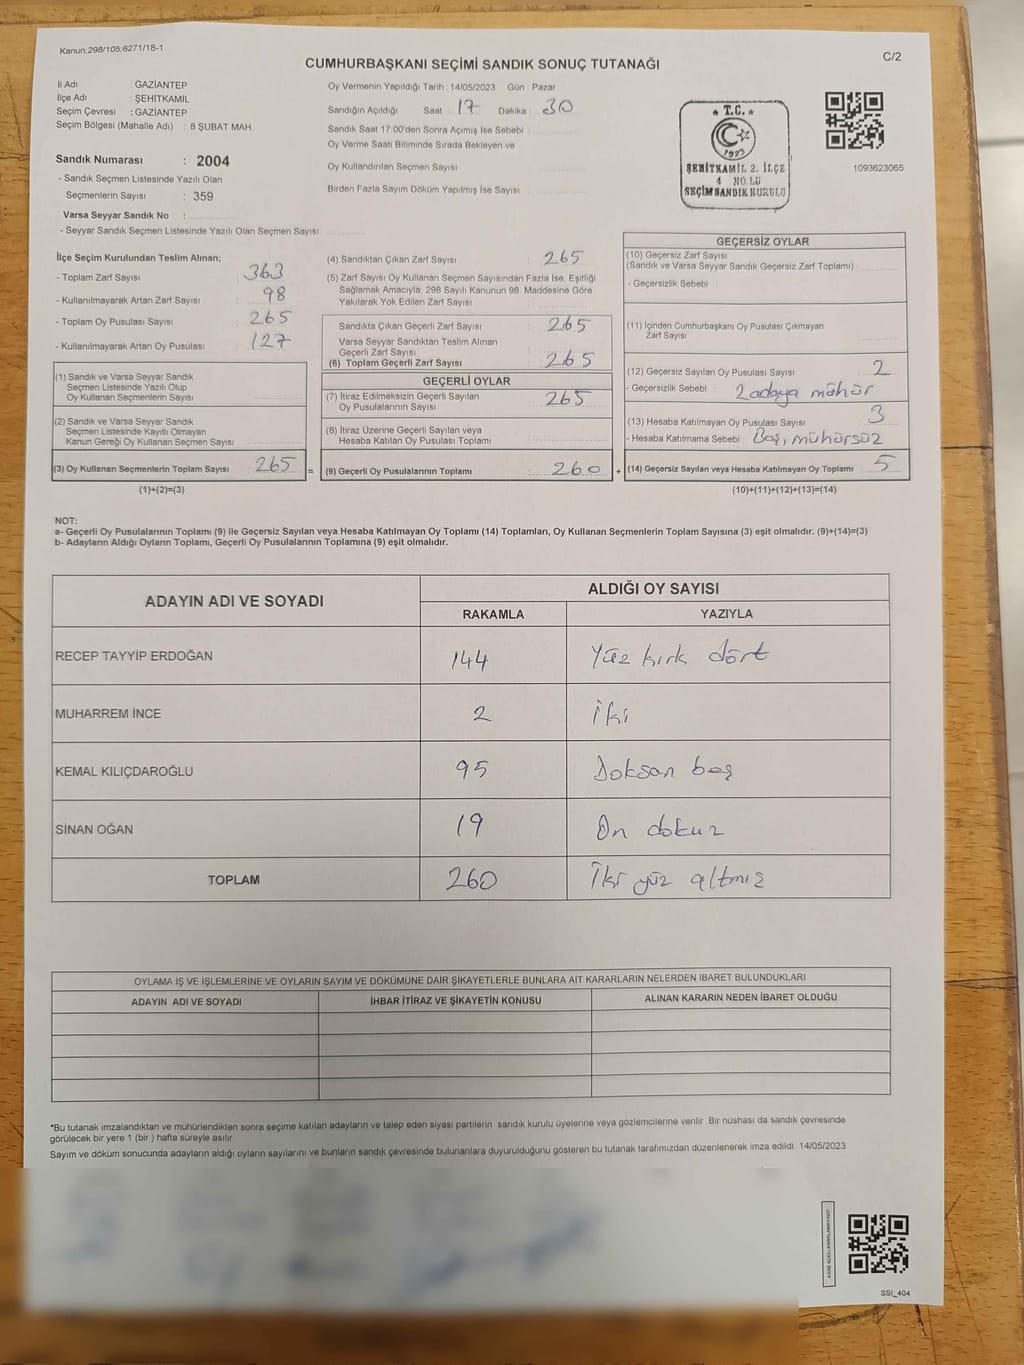 Kanun;298/105;6271/18-1
C/2
CUMHURBAŞKANI SEÇİMİ SANDIK SONUÇ TUTANAĞI
İl Adı : GAZİANTEP
İlçe Adı : ŞEHİTKAMİL
Seçim Çevresi : GAZİANTEP
Seçim Bölgesi (Mahalle Adı) : 8 ŞUBAT MAH.
Sandık Numarası : 2004
- Sandık Seçmen Listesinde Yazılı Olan
Seçmenlerin Sayısı : 359
Varsa Seyyar Sandık No :
- Seyyar Sandık Seçmen Listesinde Yazılı Olan Seçmen Sayısı:
Oy Vermenin Yapıldığı Tarih : 14/05/2023 Gün : Pazar
Sandığın Açıldığı Saat : 17 Dakika : 30
Sandık Saat 17:00'den Sonra Açılmış İse Sebebi :
Oy Verme Saati Bitiminde Sırada Bekleyen ve
Oy Kullandırılan Seçmen Sayısı :
Birden Fazla Sayım Döküm Yapılmış İse Sayısı :
T.C.
1923
ŞEHİTKAMİL 2. İLÇE
4 NO.LU
SEÇİM SANDIK KURULU
1093623065
İlçe Seçim Kurulundan Teslim Alınan;
- Toplam Zarf Sayısı : 363
- Kullanılmayarak Artan Zarf Sayısı : 98
- Toplam Oy Pusulası Sayısı : 265
- Kullanılmayarak Artan Oy Pusulası : 127
(1) Sandık ve Varsa Seyyar Sandık
Seçmen Listesinde Yazılı Olup
Oy Kullanan Seçmenlerin Sayısı :
(2) Sandık ve Varsa Seyyar Sandık
Seçmen Listesinde Kayıtlı Olmayan
Kanun Gereği Oy Kullanan Seçmen Sayısı :
(3) Oy Kullanan Seçmenlerin Toplam Sayısı : 265
(1)+(2)=(3)
=
(4) Sandıktan Çıkan Zarf Sayısı : 265
(5) Zarf Sayısı Oy Kullanan Seçmen Sayısından Fazla İse, Eşitliği
Sağlamak Amacıyla, 298 Sayılı Kanunun 98. Maddesine Göre
Yakılarak Yok Edilen Zarf Sayısı :
Sandıkta Çıkan Geçerli Zarf Sayısı : 265
Varsa Seyyar Sandıktan Teslim Alınan
Geçerli Zarf Sayısı :
(6) Toplam Geçerli Zarf Sayısı : 265
GEÇERLİ OYLAR
(7) İtiraz Edilmeksizin Geçerli Sayılan
Oy Pusulalarının Sayısı : 265
(8) İtiraz Üzerine Geçerli Sayılan veya
Hesaba Katılan Oy Pusulası Toplamı :
(9) Geçerli Oy Pusulalarının Toplamı : 260
+
GEÇERSİZ OYLAR
(10) Geçersiz Zarf Sayısı
(Sandık ve Varsa Seyyar Sandık Geçersiz Zarf Toplamı) :
- Geçersizlik Sebebi :
(11) İçinden Cumhurbaşkanı Oy Pusulası Çıkmayan
Zarf Sayısı :
(12) Geçersiz Sayılan Oy Pusulası Sayısı : 2
- Geçersizlik Sebebi : 2 adaya mühür
(13) Hesaba Katılmayan Oy Pusulası Sayısı : 3
- Hesaba Katılmama Sebebi : Boş, mühürsüz
(14) Geçersiz Sayılan veya Hesaba Katılmayan Oy Toplamı : 5
(10)+(11)+(12)+(13)=(14)
NOT:
a- Geçerli Oy Pusulalarının Toplamı (9) ile Geçersiz Sayılan veya Hesaba Katılmayan Oy Toplamı (14) Toplamları, Oy Kullanan Seçmenlerin Toplam Sayısına (3) eşit olmalıdır. (9)+(14)=(3)
b- Adayların Aldığı Oyların Toplamı, Geçerli Oy Pusulalarının Toplamına (9) eşit olmalıdır.
ADAYIN ADI VE SOYADI
ALDIĞI OY SAYISI
RAKAMLA YAZIYLA
RECEP TAYYİP ERDOĞAN 144 Yüz kırk dört
MUHARREM İNCE 2 İki
KEMAL KILIÇDAROĞLU 95 Doksan beş
SİNAN OĞAN 19 On dokuz
TOPLAM 260 İki yüz altmış
OYLAMA İŞ VE İŞLEMLERİNE VE OYLARIN SAYIM VE DÖKÜMÜNE DAİR ŞİKAYETLERLE BUNLARA AİT KARARLARIN NELERDEN İBARET BULUNDUKLARI
ADAYIN ADI VE SOYADI İHBAR İTİRAZ VE ŞİKAYETİN KONUSU ALINAN KARARIN NEDEN İBARET OLDUĞU
*Bu tutanak imzalandıktan ve mühürlendikten sonra seçime katılan adayların ve talep eden siyasi partilerin sandık kurulu üyelerine veya gözlemcilerine verilir. Bir nüshası da sandık çevresinde
görülecek bir yere 1 (bir ) hafta süreyle asılır.
Sayım ve döküm sonucunda adayların aldığı oyların sayılarını ve bunların sandık çevresinde bulunanlara duyurulduğunu gösteren bu tutanak tarafımızdan düzenlenerek imza edildi. 14/05/2023
KARE KODU KARALAMAYINIZ!
SSI_404